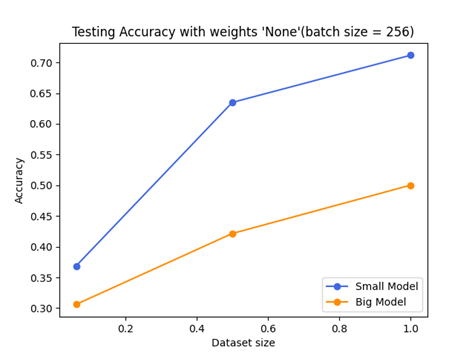 Testing Accuracy with weights 'None'(batch size = 256)
0.70
0.65
0.60
0.55
0.50
0.45
0.40
0.35
0.30
Accuracy
Small Model
Big Model
0.2 0.4 0.6 0.8 1.0
Dataset size